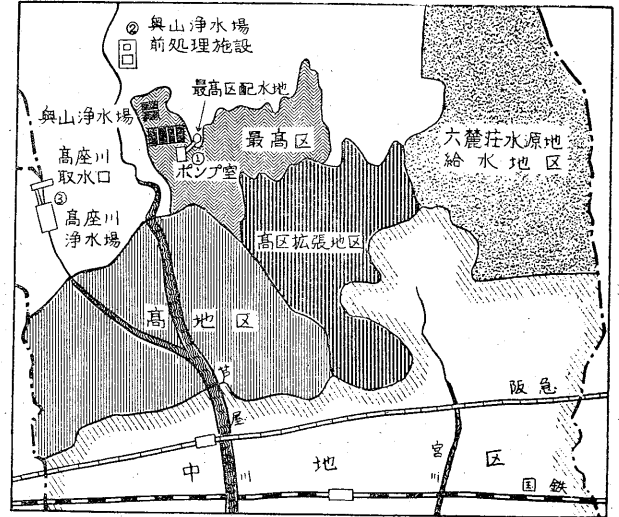 ② 奥山浄水場
前処理施設
最高区配水地
奥山浄水場
①
ポンプ室
最高区
六麓荘水源地
給水地区
高座川
取水口
③
高座川
浄水場
高区拡張地区
高地区
芦屋川
宮川
阪急
中地区
国鉄